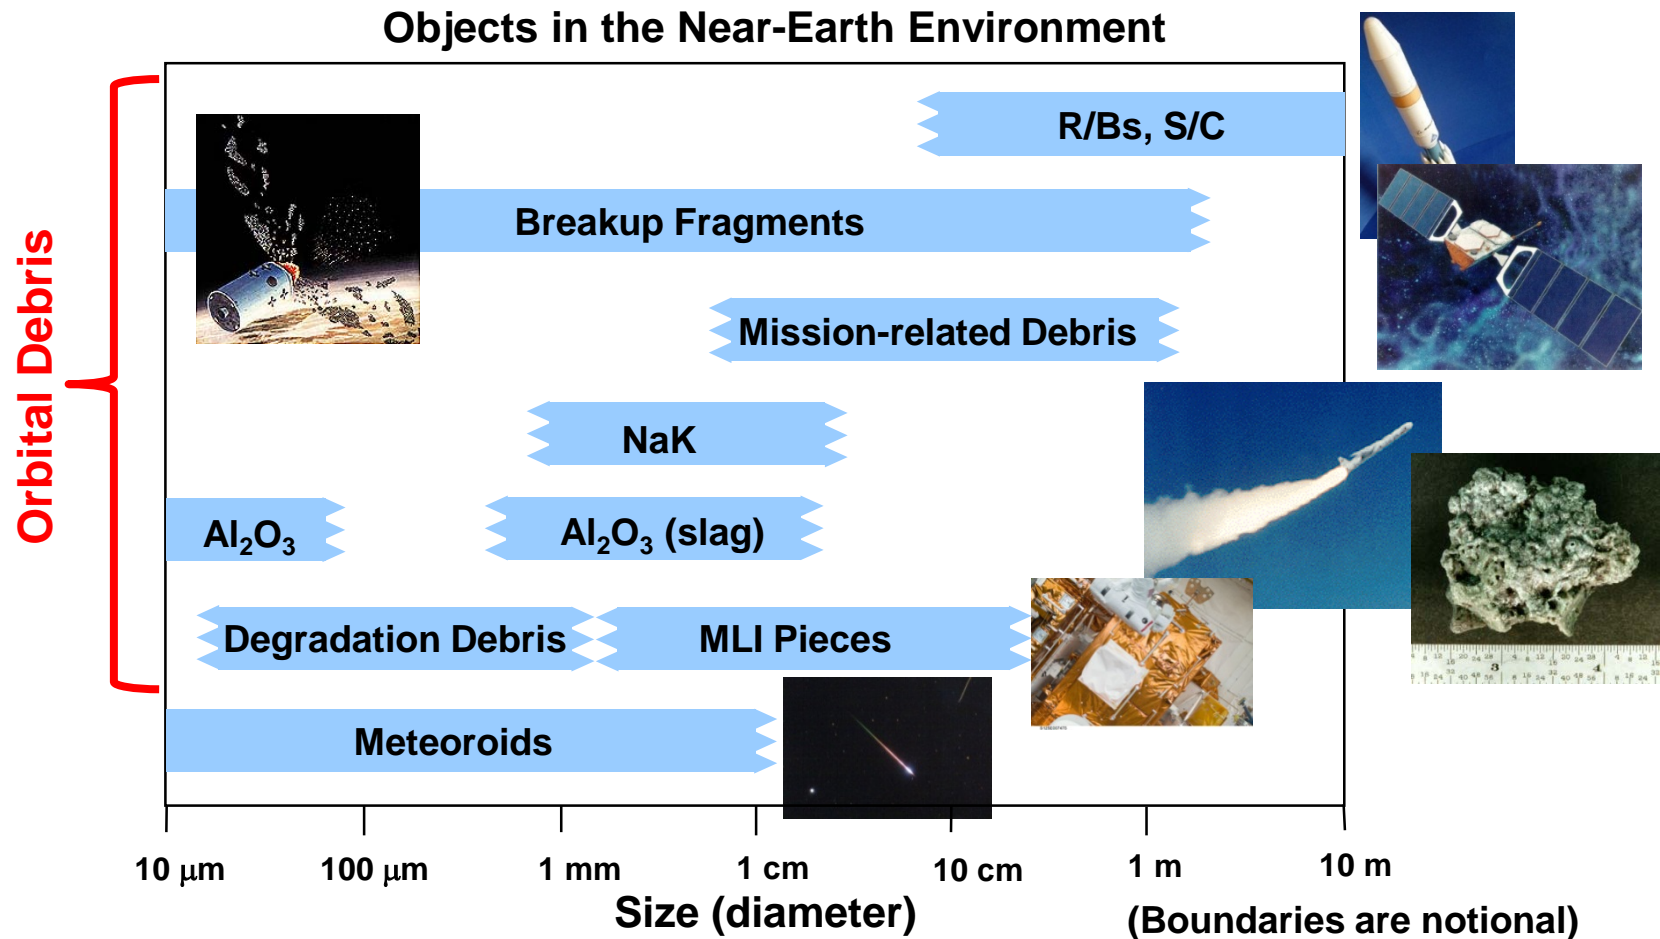 Objects in the Near-Earth Environment
Orbital Debris
R/Bs, S/C
Breakup Fragments
Mission-related Debris
NaK
Al₂O₃
Al₂O₃ (slag)
Degradation Debris
MLI Pieces
Meteoroids
3 4
10 μm 100 μm 1 mm 1 cm 10 cm 1 m 10 m
Size (diameter)
(Boundaries are notional)